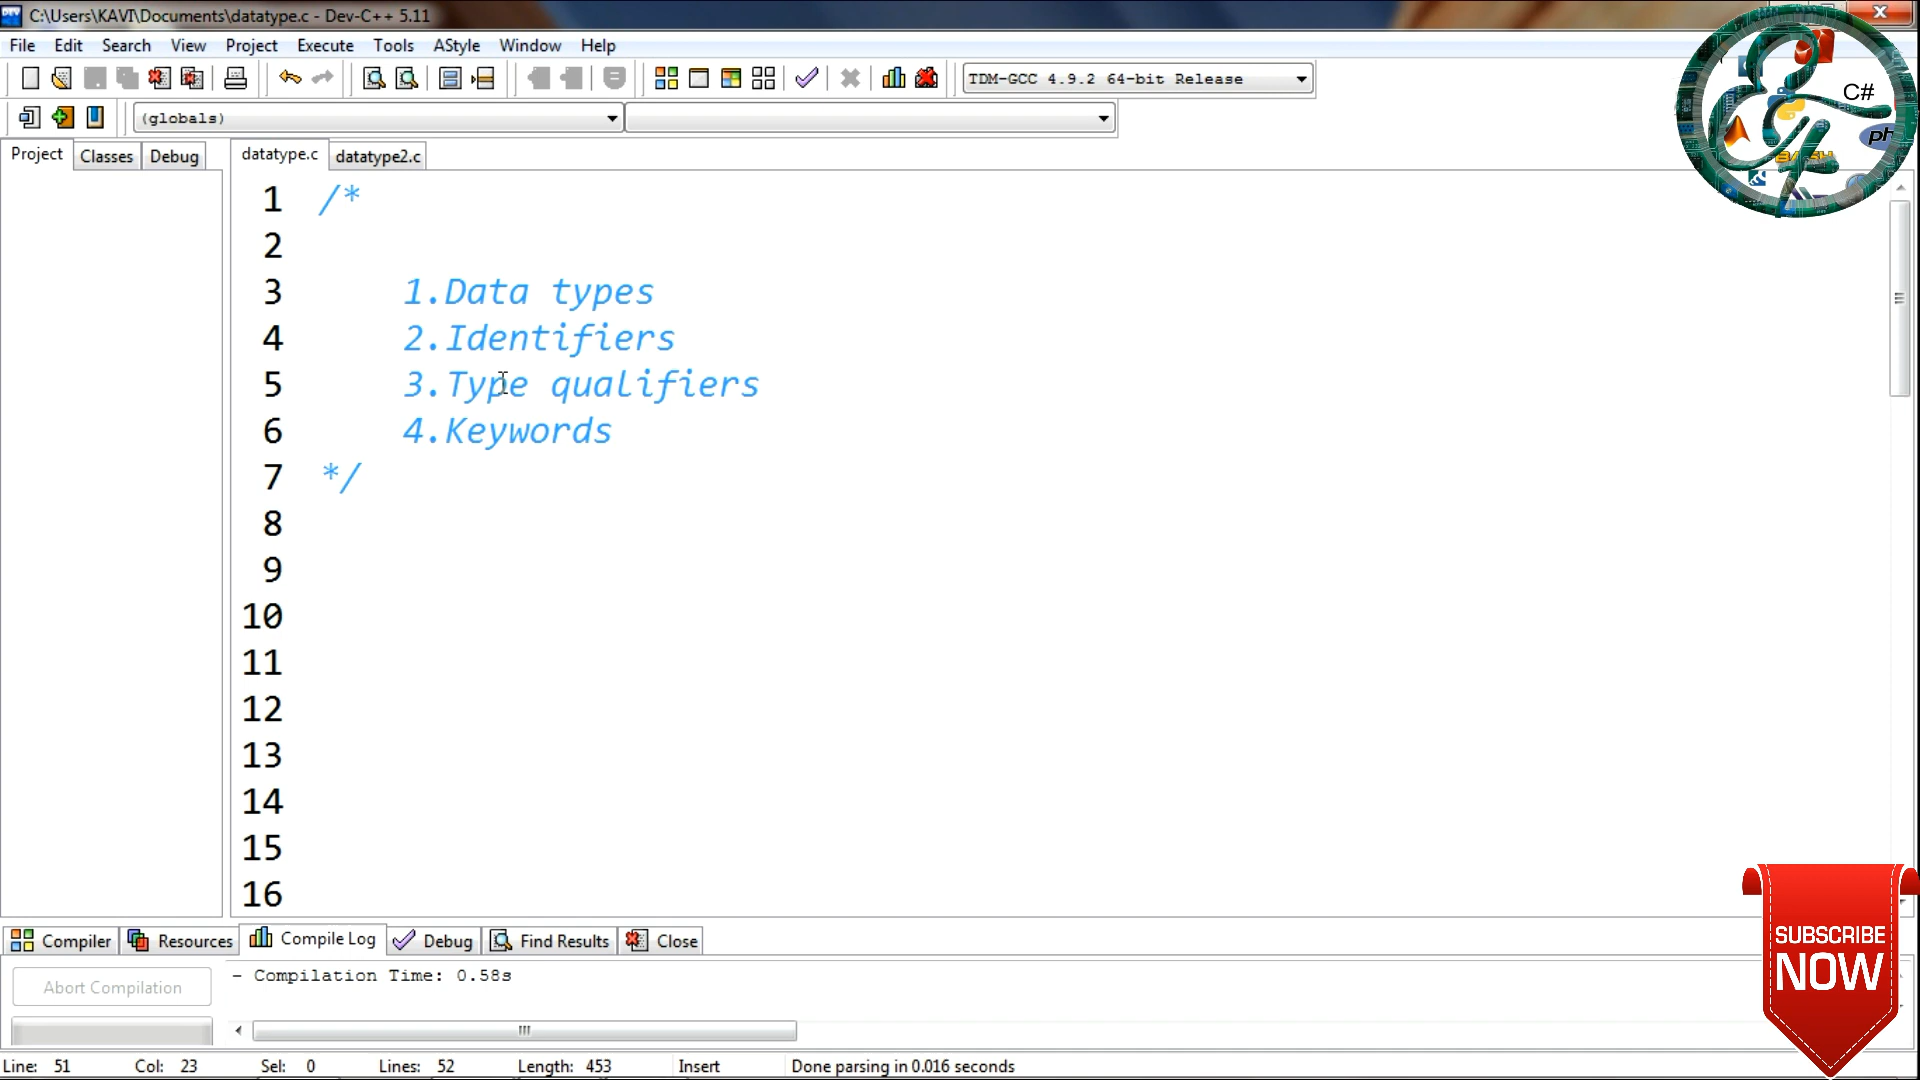 C:\Users\KAVI\Documents\datatype.c - Dev-C++ 5.11
File Edit Search View Project Execute Tools AStyle Window Help
TDM-GCC 4.9.2 64-bit Release
(globals)
Project Classes Debug datatype.c datatype2.c
C#
1 /*
2
3 1.Data types
4 2.Identifiers
5 3.Type qualifiers
6 4.Keywords
7 */
8
9
10
11
12
13
14
15
16
Compiler Resources Compile Log Debug Find Results Close
Abort Compilation
- Compilation Time: 0.58s
SUBSCRIBE
NOW
Line: 51 Col: 23 Sel: 0 Lines: 52 Length: 453 Insert Done parsing in 0.016 seconds